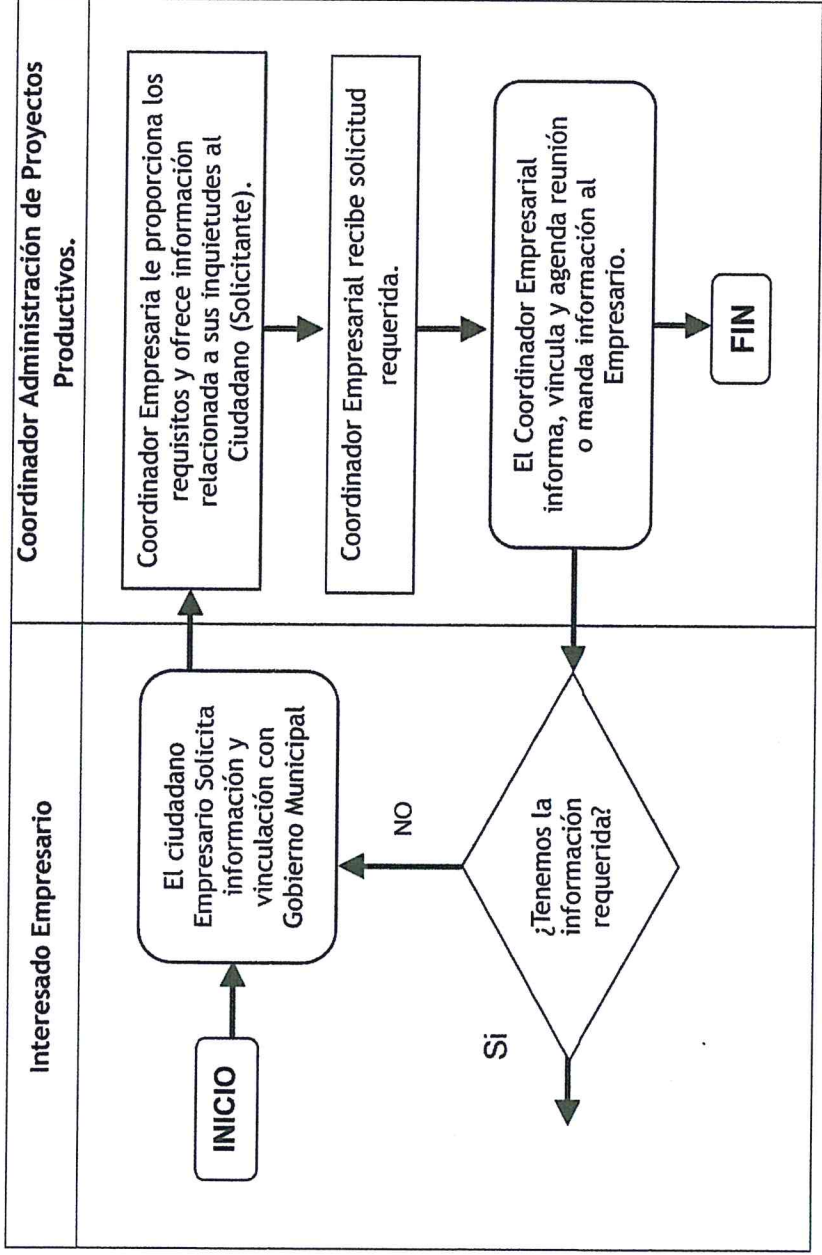 Interesado Empresario
Coordinador Administración de Proyectos
Productivos.
INICIO
El ciudadano
Empresario Solicita
información y
vinculación con
Gobierno Municipal
Coordinador Empresaria le proporciona los
requisitos y ofrece información
relacionada a sus inquietudes al
Ciudadano (Solicitante).
Coordinador Empresarial recibe solicitud
requerida.
El Coordinador Empresarial
informa, vincula y agenda reunión
o manda información al
Empresario.
FIN
¿Tenemos la
información
requerida?
NO
Si